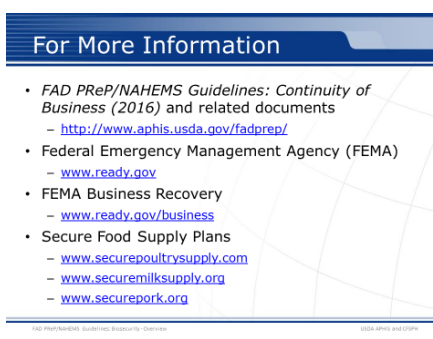 For More Information
• FAD PReP/NAHEMS Guidelines: Continuity of
Business (2016) and related documents
– http://www.aphis.usda.gov/fadprep/
• Federal Emergency Management Agency (FEMA)
– www.ready.gov
• FEMA Business Recovery
– www.ready.gov/business
• Secure Food Supply Plans
– www.securepoultrysupply.com
– www.securemilksupply.org
– www.securepork.org
FAD PReP/NAHEMS Guidelines: Biosecurity - Overview
USDA APHIS and CFSPH